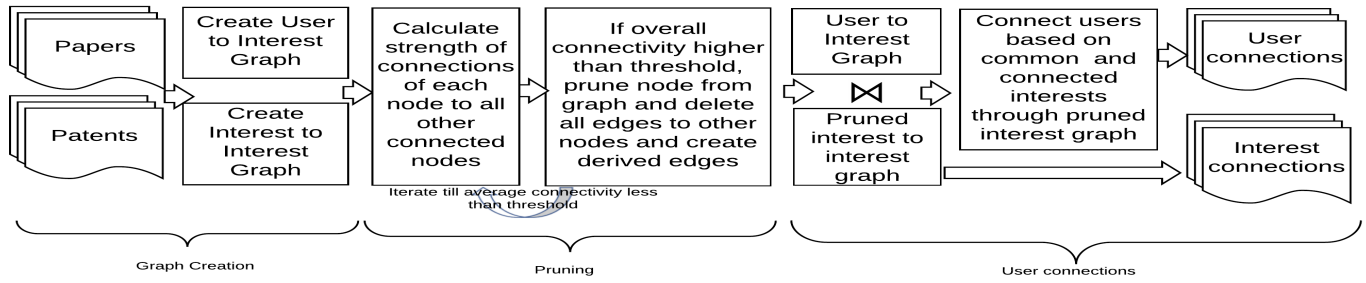 Papers
Patents
Create User
to Interest
Graph
Create
Interest to
Interest
Graph
Calculate
strength of
connections
of each
node to all
other
connected
nodes
If overall
connectivity higher
than threshold,
prune node from
graph and delete
all edges to other
nodes and create
derived edges
Iterate till average connectivity less
than threshold
User to
Interest
Graph
⋈
Pruned
interest to
interest
graph
Connect users
based on
common and
connected
interests
through pruned
interest graph
User
connections
Interest
connections
Graph Creation
Pruning
User connections